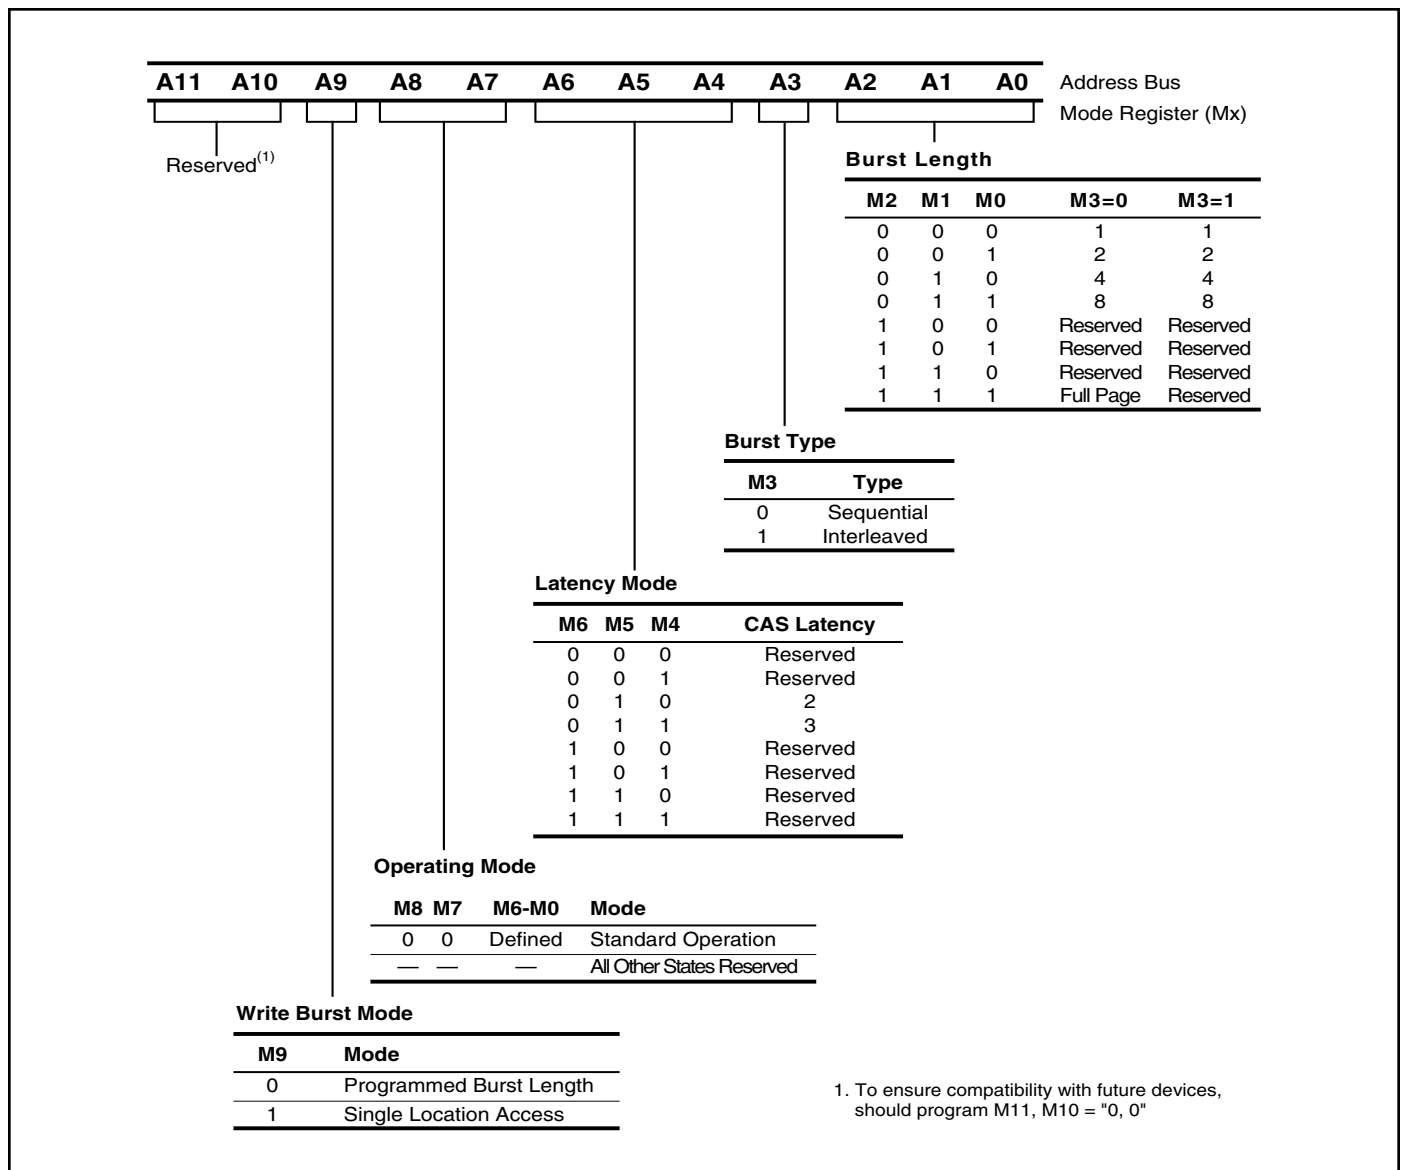 A11 A10 A9 A8 A7 A6 A5 A4 A3 A2 A1 A0 Address Bus
Mode Register (Mx)
Reserved(1)
Burst Length
M2 M1 M0 M3=0 M3=1
0 0 0 1 1
0 0 1 2 2
0 1 0 4 4
0 1 1 8 8
1 0 0 Reserved Reserved
1 0 1 Reserved Reserved
1 1 0 Reserved Reserved
1 1 1 Full Page Reserved
Burst Type
M3 Type
0 Sequential
1 Interleaved
Latency Mode
M6 M5 M4 CAS Latency
0 0 0 Reserved
0 0 1 Reserved
0 1 0 2
0 1 1 3
1 0 0 Reserved
1 0 1 Reserved
1 1 0 Reserved
1 1 1 Reserved
Operating Mode
M8 M7 M6-M0 Mode
0 0 Defined Standard Operation
— — — All Other States Reserved
Write Burst Mode
M9 Mode
0 Programmed Burst Length
1 Single Location Access
1. To ensure compatibility with future devices,
should program M11, M10 = "0, 0"